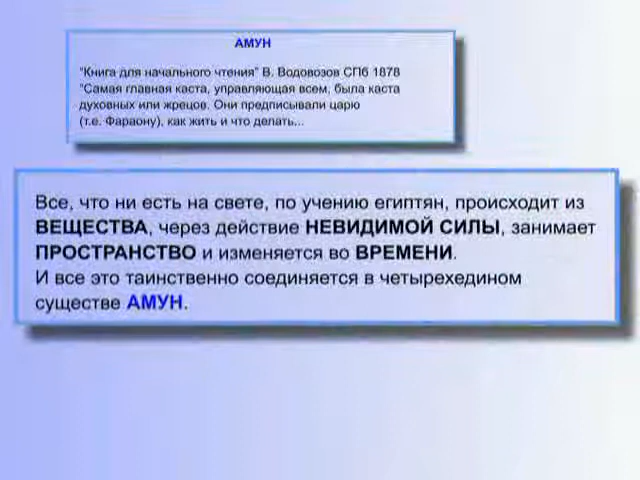 АМУН
"Книга для начального чтения" В. Водовозов СПб 1878
"Самая главная каста, управляющая всем, была каста
духовных или жрецов. Они предписывали царю
(т.е. Фараону), как жить и что делать...
Все, что ни есть на свете, по учению египтян, происходит из
ВЕЩЕСТВА, через действие НЕВИДИМОЙ СИЛЫ, занимает
ПРОСТРАНСТВО и изменяется во ВРЕМЕНИ.
И все это таинственно соединяется в четырехедином
существе АМУН.